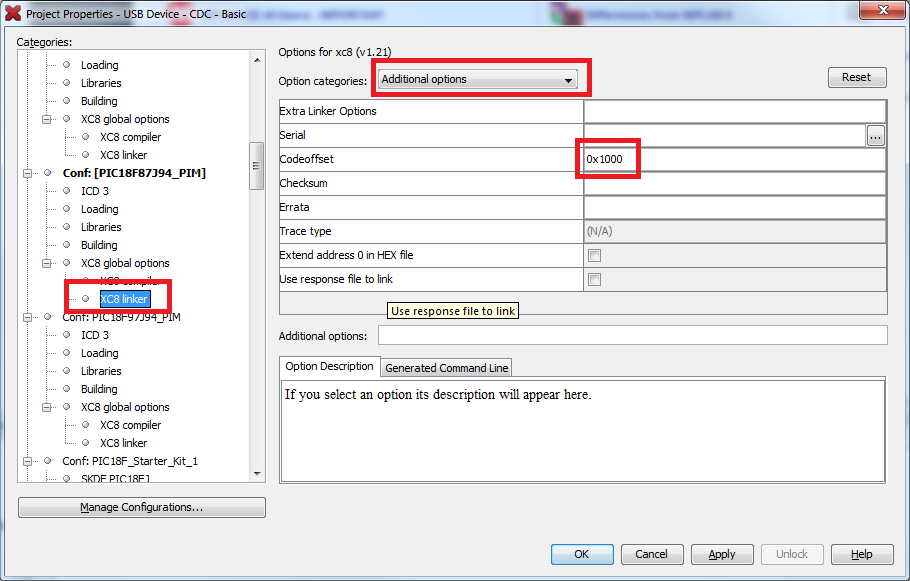 Project Properties - USB Device - CDC - Basic
Categories:
Loading
Libraries
Building
XC8 global options
XC8 compiler
XC8 linker
Conf: [PIC18F87J94_PIM]
ICD 3
Loading
Libraries
Building
XC8 global options
XC8 compiler
XC8 linker
Conf: PIC18F97J94_PIM
ICD 3
Loading
Libraries
Building
XC8 global options
XC8 compiler
XC8 linker
Conf: PIC18F_Starter_Kit_1
SKDE PIC18FJ
Manage Configurations...
Options for xc8 (v1.21)
Option categories: Additional options Reset
Extra Linker Options
Serial ...
Codeoffset 0x1000
Checksum
Errata
Trace type (N/A)
Extend address 0 in HEX file
Use response file to link
Use response file to link
Additional options:
Option Description Generated Command Line
If you select an option its description will appear here.
OK Cancel Apply Unlock Help